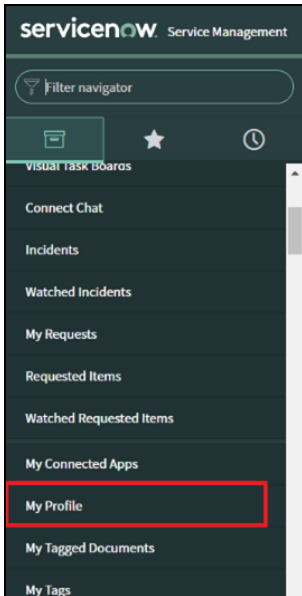 servicenow Service Management
Filter navigator
Visual Task Boards
Connect Chat
Incidents
Watched Incidents
My Requests
Requested Items
Watched Requested Items
My Connected Apps
My Profile
My Tagged Documents
My Tags